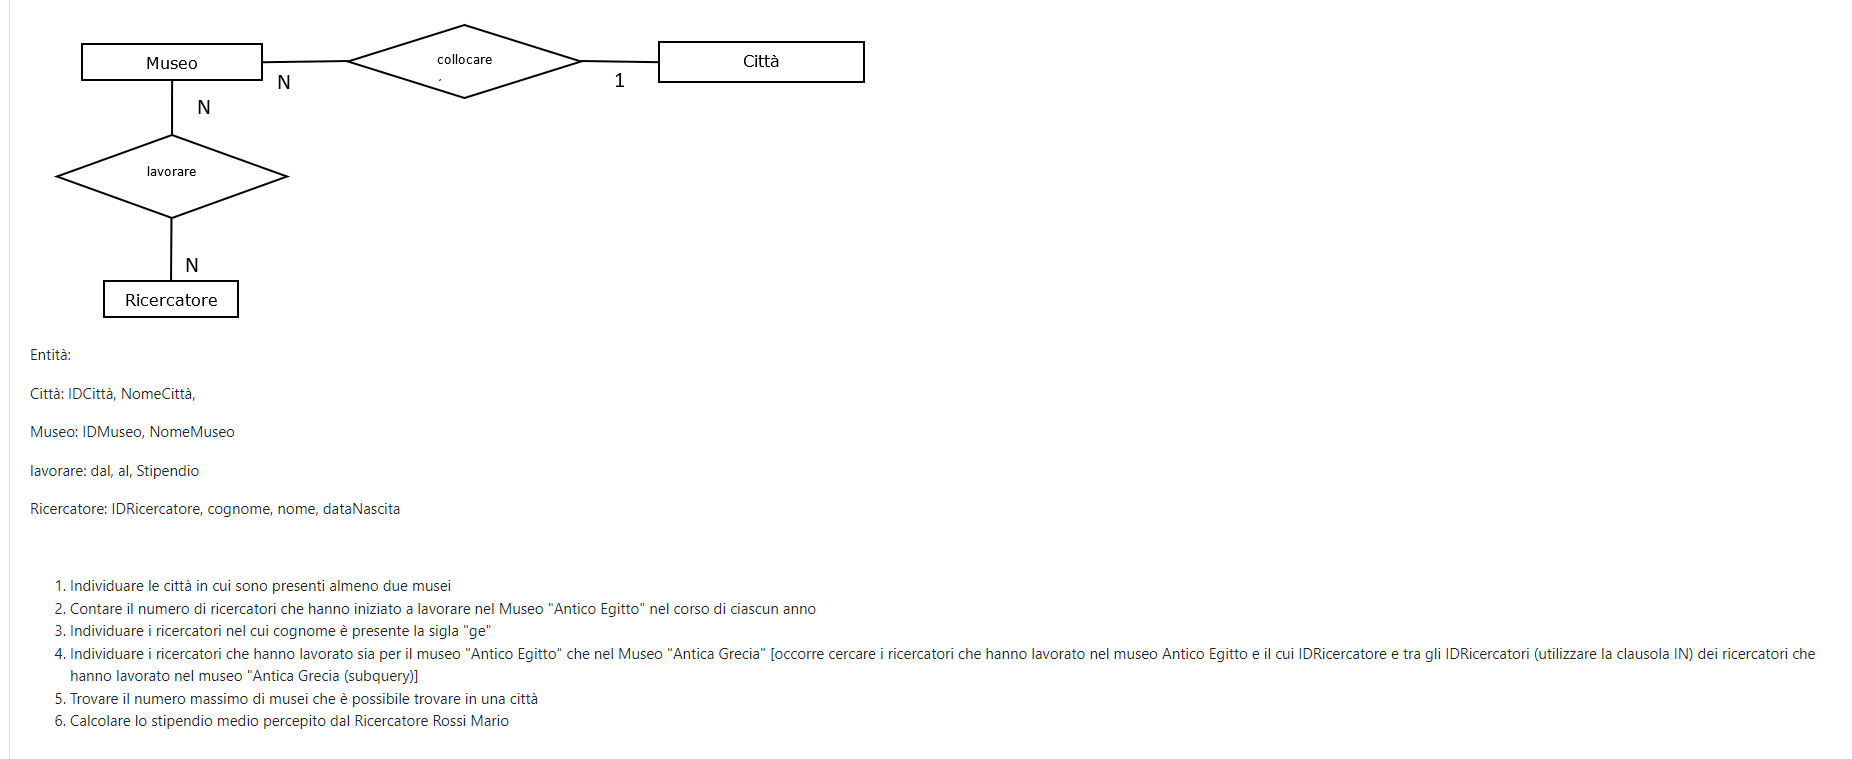 Museo
collocare
Città
N
1
N
lavorare
N
Ricercatore
Entità:
Città: IDCittà, NomeCittà,
Museo: IDMuseo, NomeMuseo
lavorare: dal, al, Stipendio
Ricercatore: IDRicercatore, cognome, nome, dataNascita
1. Individuare le città in cui sono presenti almeno due musei
2. Contare il numero di ricercatori che hanno iniziato a lavorare nel Museo "Antico Egitto" nel corso di ciascun anno
3. Individuare i ricercatori nel cui cognome è presente la sigla "ge"
4. Individuare i ricercatori che hanno lavorato sia per il museo "Antico Egitto" che nel Museo "Antica Grecia" [occorre cercare i ricercatori che hanno lavorato nel museo Antico Egitto e il cui IDRicercatore e tra gli IDRicercatori (utilizzare la clausola IN) dei ricercatori che
hanno lavorato nel museo "Antica Grecia (subquery)]
5. Trovare il numero massimo di musei che è possibile trovare in una città
6. Calcolare lo stipendio medio percepito dal Ricercatore Rossi Mario